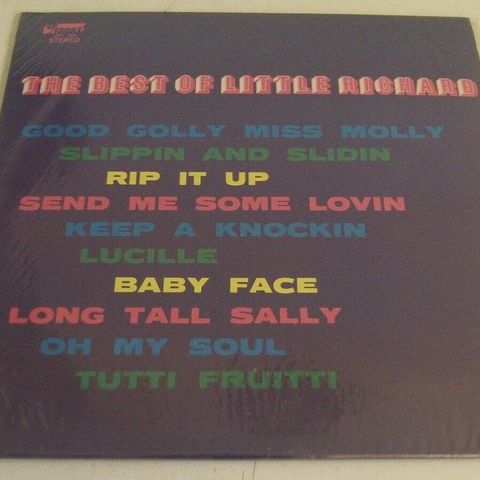 UPFRONT
STEREO
THE BEST OF LITTLE RICHARD
GOOD GOLLY MISS MOLLY
SLIPPIN AND SLIDIN
RIP IT UP
SEND ME SOME LOVIN
KEEP A KNOCKIN
LUCILLE
BABY FACE
LONG TALL SALLY
OH MY SOUL
TUTTI FRUITTI